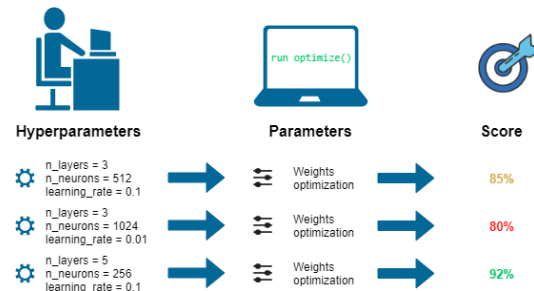 run optimize()
Hyperparameters
Parameters
Score
n_layers = 3
n_neurons = 512
learning_rate = 0.1
Weights
optimization
85%
n_layers = 3
n_neurons = 1024
learning_rate = 0.01
Weights
optimization
80%
n_layers = 5
n_neurons = 256
learning_rate = 0.1
Weights
optimization
92%